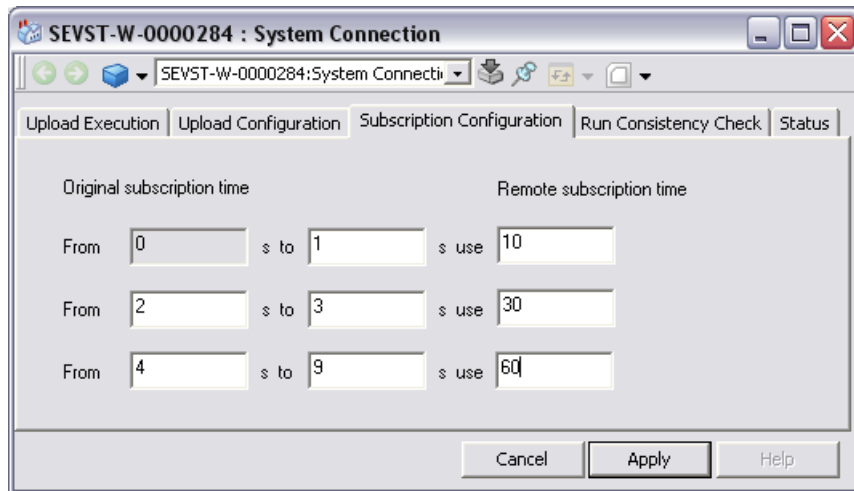 SEVST-W-0000284 : System Connection
SEVST-W-0000284:System Connecti
Upload Execution Upload Configuration Subscription Configuration Run Consistency Check Status
Original subscription time Remote subscription time
From 0 s to 1 s use 10
From 2 s to 3 s use 30
From 4 s to 9 s use 60
Cancel Apply Help